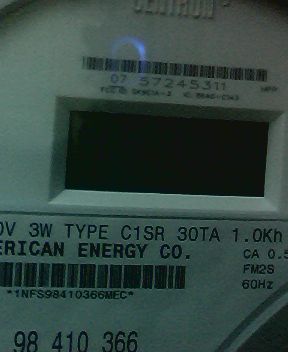 CENTRON
07 57245311
0V 3W TYPE C1SR 30TA 1.0Kh
ERICAN ENERGY CO.
CA 0.5
FM2S
60Hz
*1NFS98410366MEC*
98 410 366